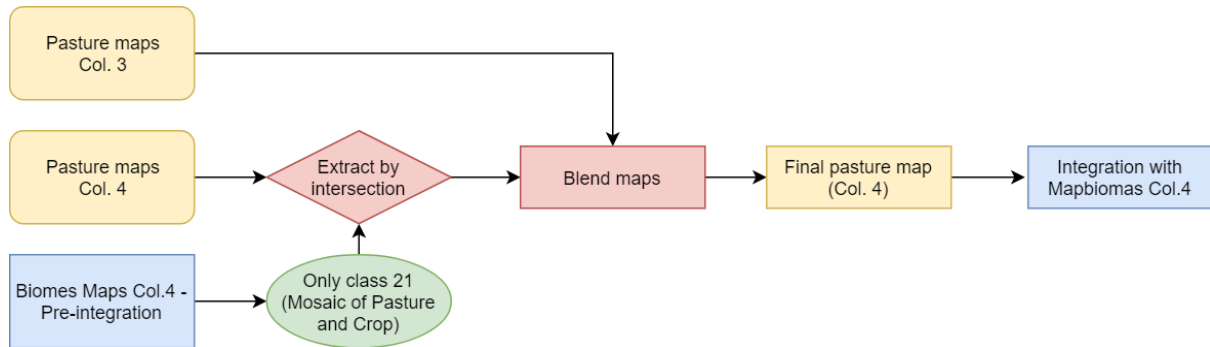 Pasture maps
Col. 3
Pasture maps
Col. 4
Extract by
intersection
Blend maps
Final pasture map
(Col. 4)
Integration with
Mapbiomas Col.4
Biomes Maps Col.4 -
Pre-integration
Only class 21
(Mosaic of Pasture
and Crop)